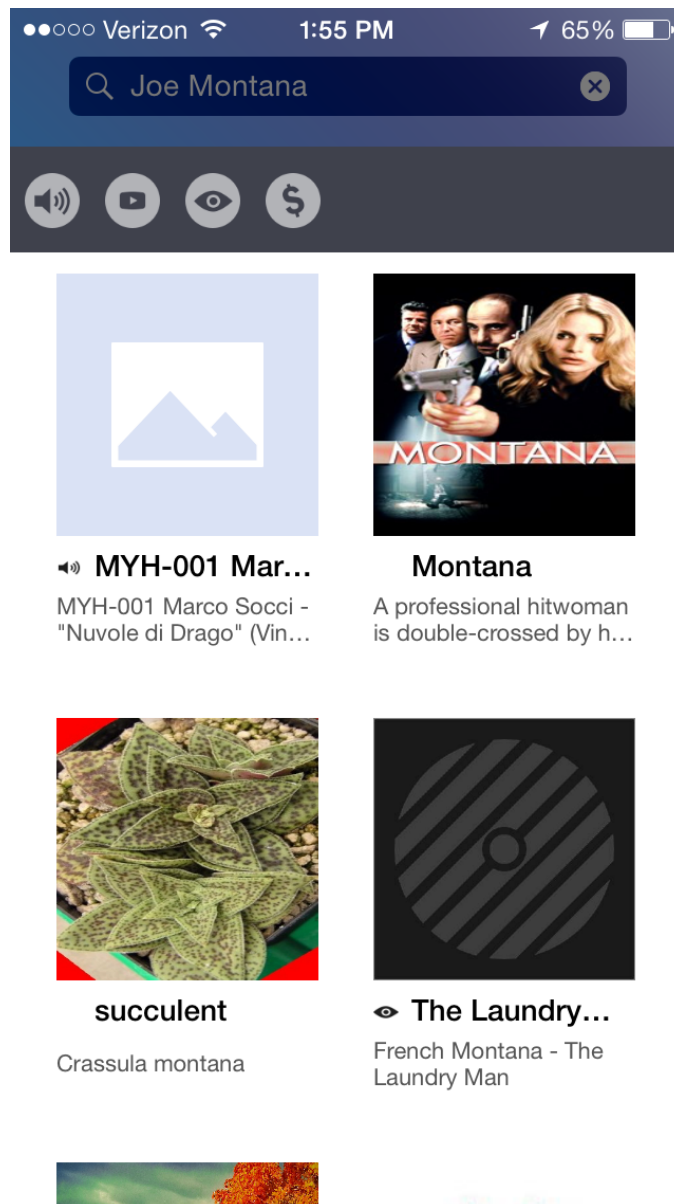 Verizon 1:55 PM 65%
Joe Montana
MONTANA
MYH-001 Mar...
Montana
MYH-001 Marco Socci -
"Nuvole di Drago" (Vin...
A professional hitwoman
is double-crossed by h...
succulent
The Laundry...
Crassula montana
French Montana - The
Laundry Man